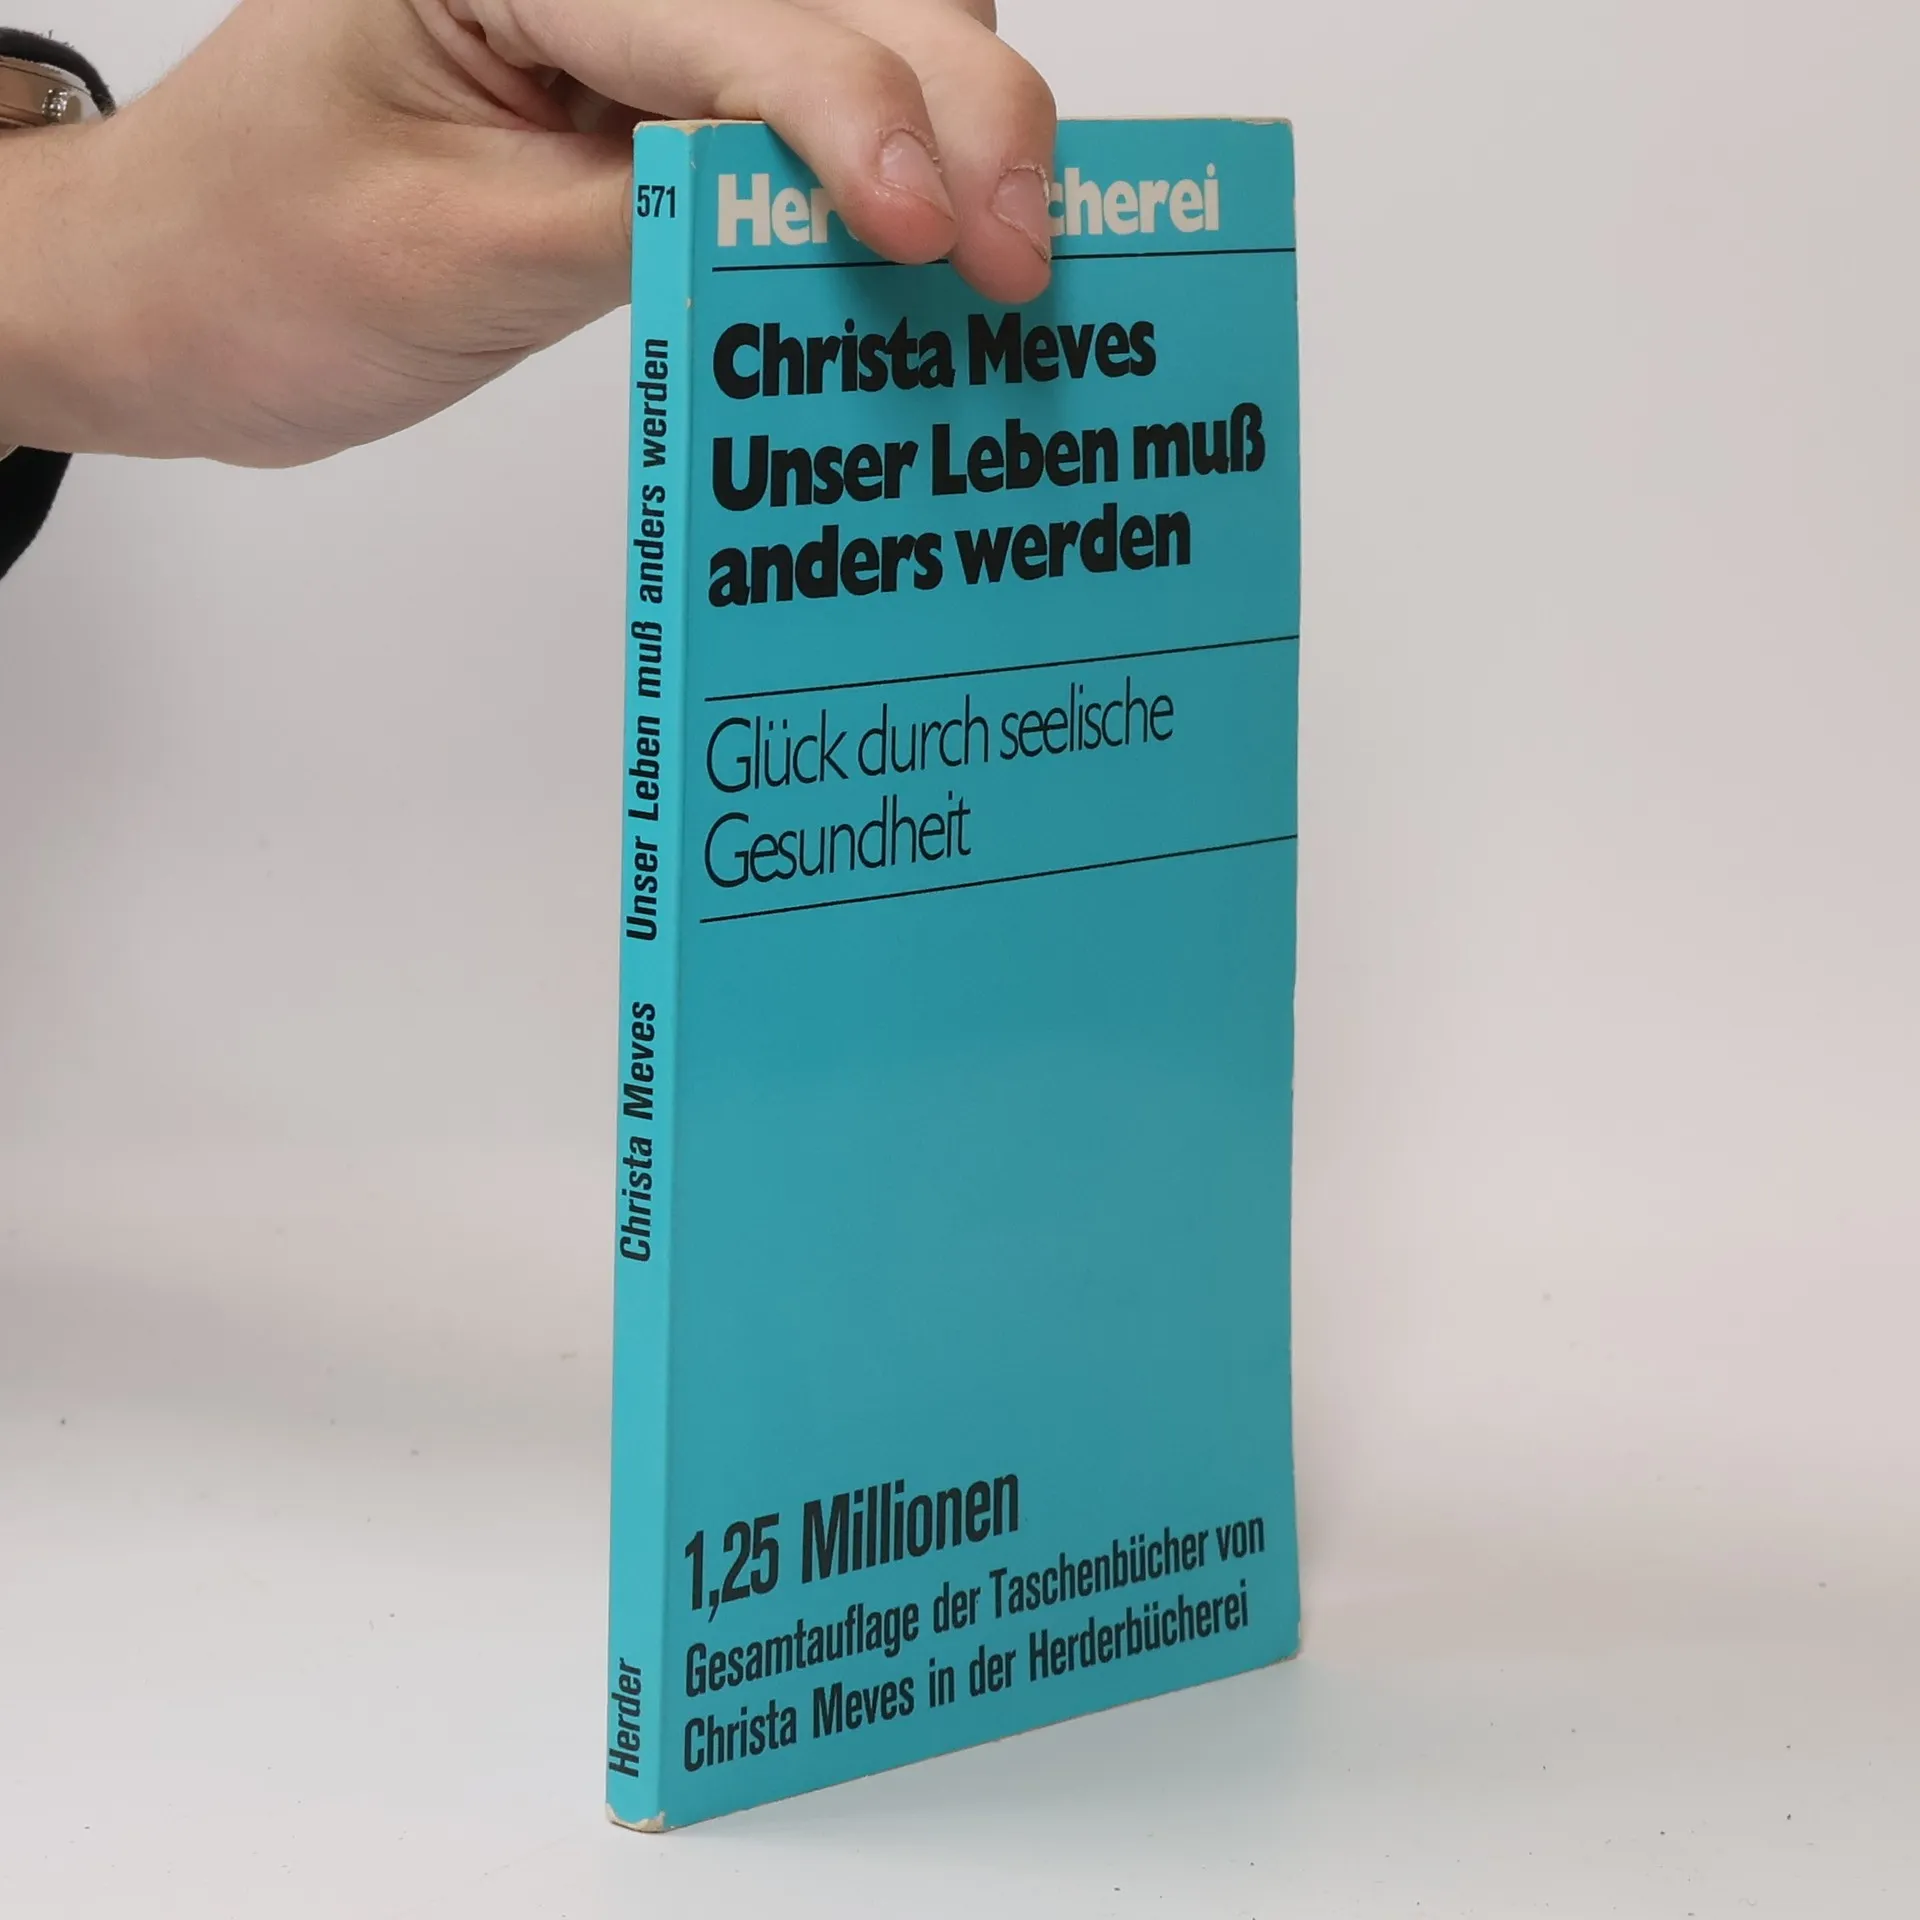 571
Christa Meves Unser Leben muß anders werden
Herder
Christa Meves
Unser Leben muß
anders werden
Glück durch seelische
Gesundheit
1,25 Millionen
Gesamtauflage der Taschenbücher von
Christa Meves in der Herderbücherei